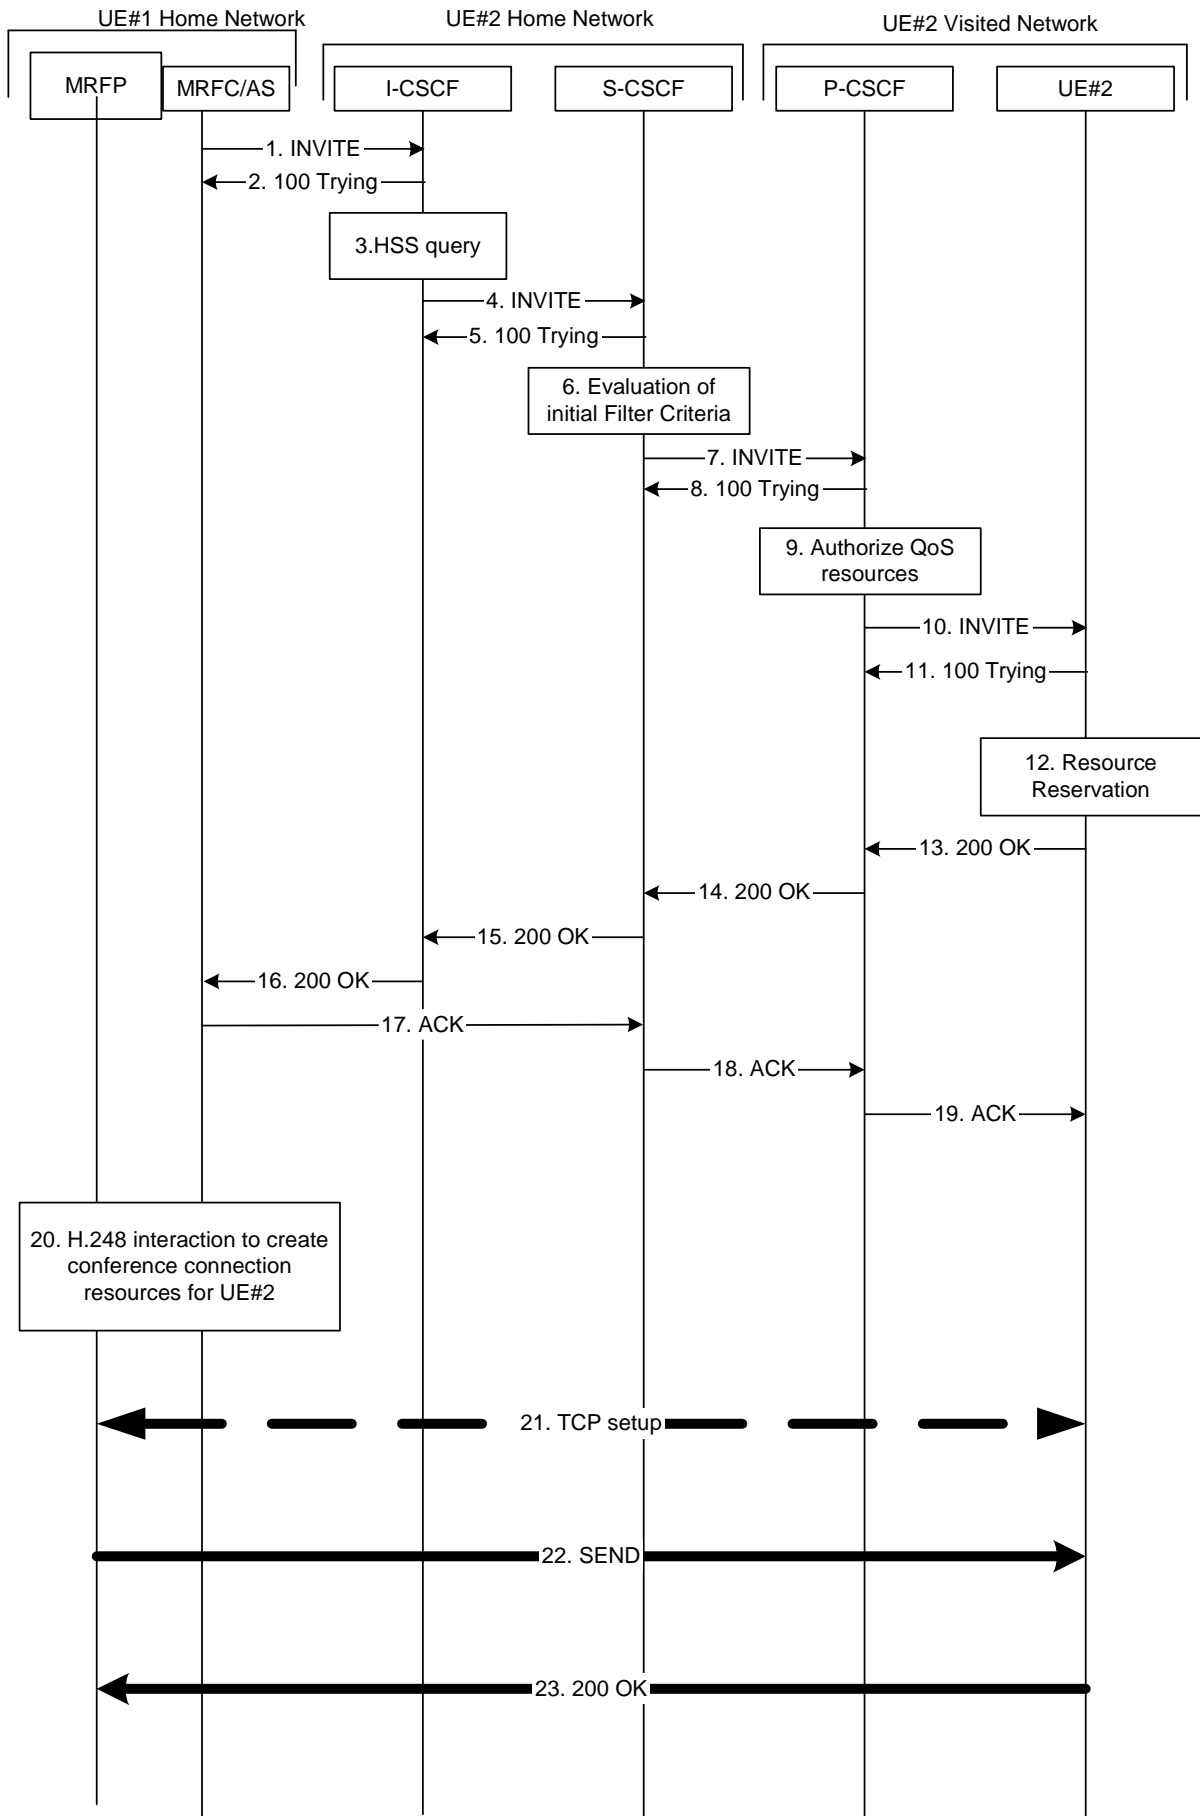 UE#1 Home Network
UE#2 Home Network
UE#2 Visited Network
MRFP
MRFC/AS
I-CSCF
S-CSCF
P-CSCF
UE#2
1. INVITE
2. 100 Trying
3.HSS query
4. INVITE
5. 100 Trying
6. Evaluation of
initial Filter Criteria
7. INVITE
8. 100 Trying
9. Authorize QoS
resources
10. INVITE
11. 100 Trying
12. Resource
Reservation
13. 200 OK
14. 200 OK
15. 200 OK
16. 200 OK
17. ACK
18. ACK
19. ACK
20. H.248 interaction to create
conference connection
resources for UE#2
21. TCP setup
22. SEND
23. 200 OK